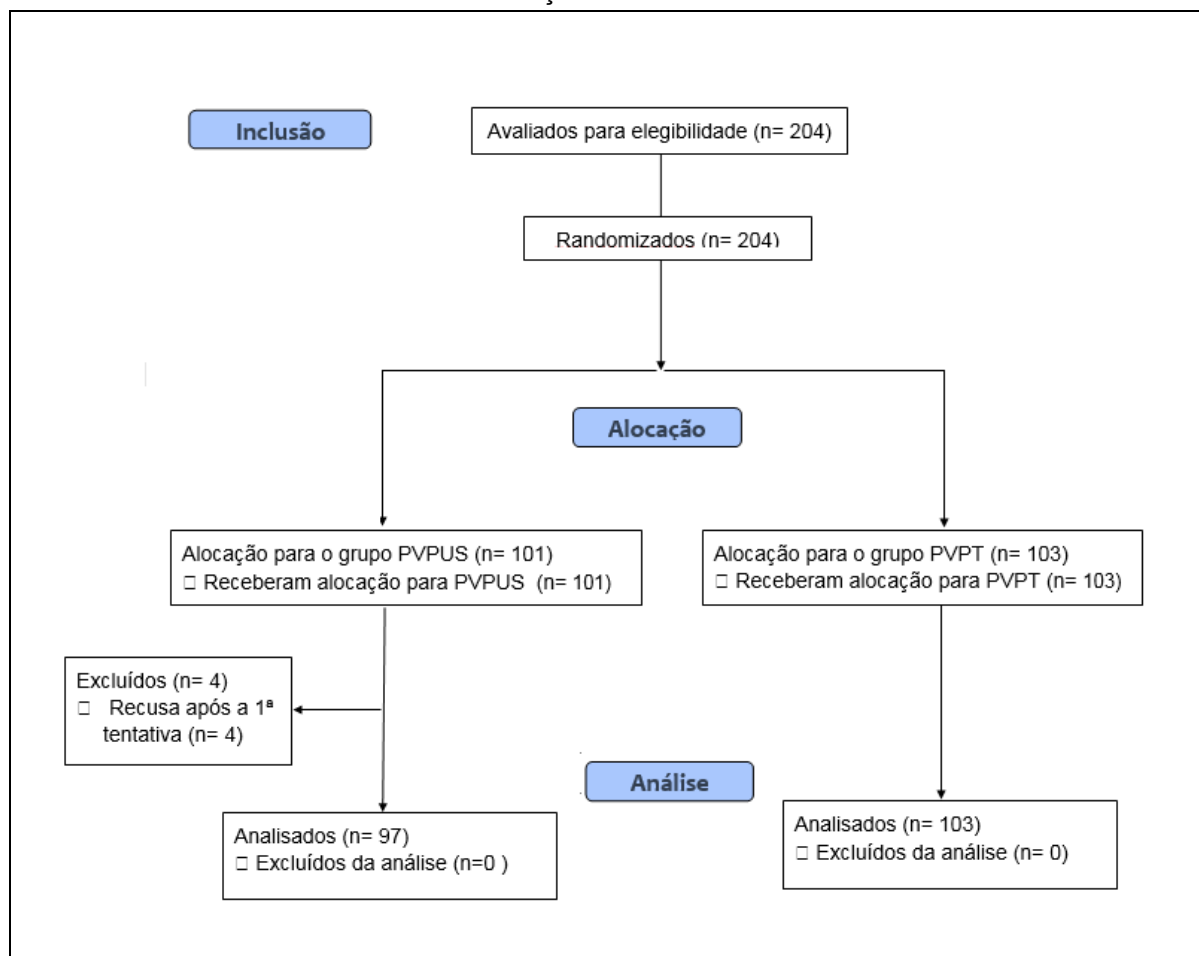 Inclusão
Avaliados para elegibilidade (n= 204)
Randomizados (n= 204)
Alocação
Alocação para o grupo PVPUS (n= 101)
□ Receberam alocação para PVPUS (n= 101)
Alocação para o grupo PVPT (n= 103)
□ Receberam alocação para PVPT (n= 103)
Excluídos (n= 4)
□ Recusa após a 1ª
tentativa (n= 4)
Análise
Analisados (n= 97)
□ Excluídos da análise (n=0 )
Analisados (n= 103)
□ Excluídos da análise (n= 0)